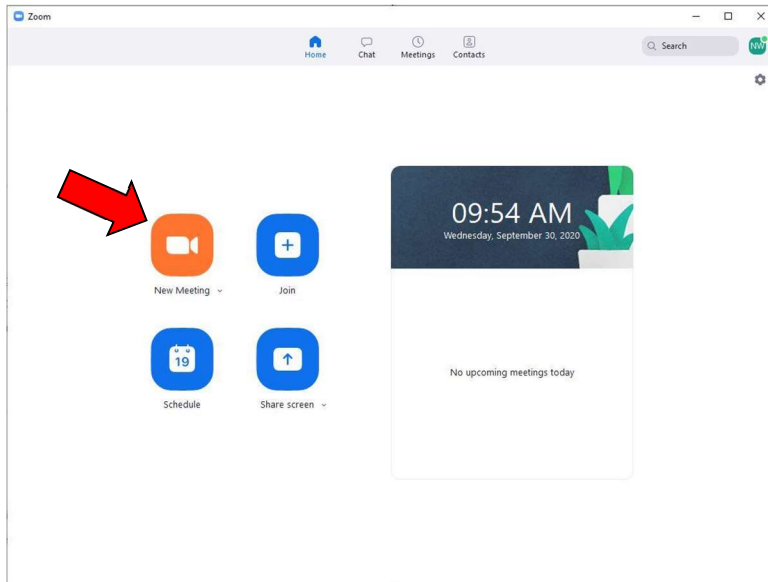 Zoom
Home
Chat
Meetings
Contacts
Search
NW
09:54 AM
Wednesday, September 30, 2020
New Meeting
Join
19
Schedule
Share screen
No upcoming meetings today